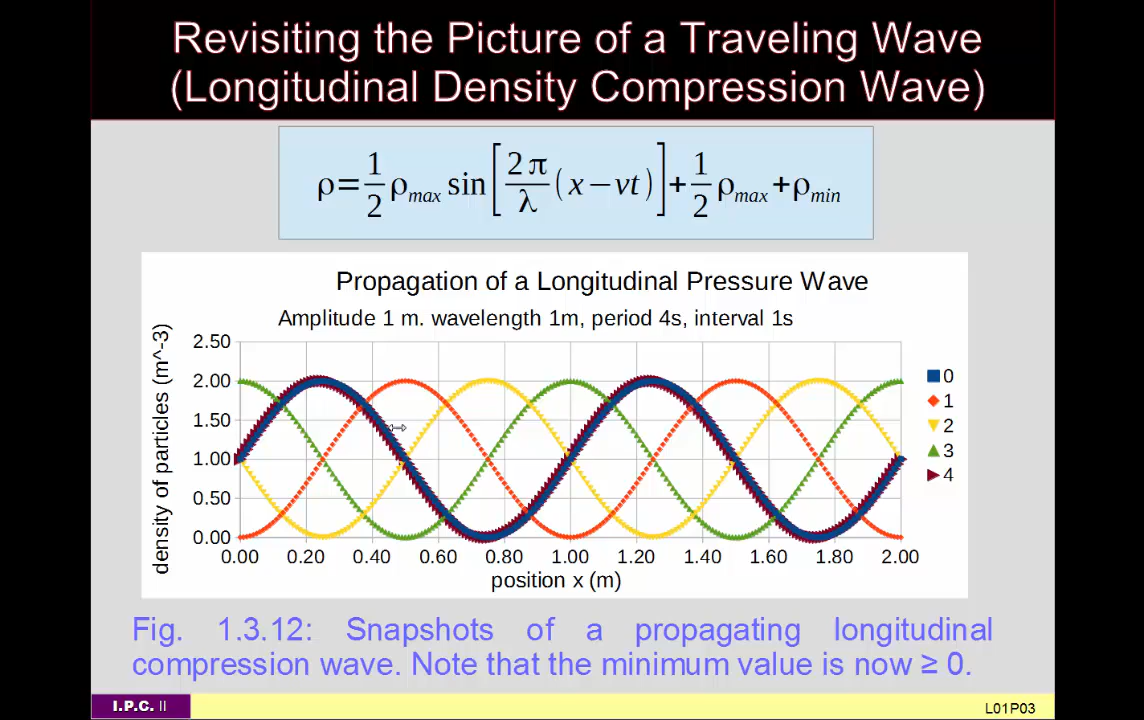 Revisiting the Picture of a Traveling Wave
(Longitudinal Density Compression Wave)
ρ=1/2 ρmax sin[2π/λ(x−vt)]+1/2 ρmax+ρmin
Propagation of a Longitudinal Pressure Wave
Amplitude 1 m. wavelength 1m, period 4s, interval 1s
density of particles (m^-3)
2.50
2.00
1.50
1.00
0.50
0.00
0.00 0.20 0.40 0.60 0.80 1.00 1.20 1.40 1.60 1.80 2.00
position x (m)
0
1
2
3
4
Fig. 1.3.12: Snapshots of a propagating longitudinal
compression wave. Note that the minimum value is now ≥ 0.
I.P.C. II
L01P03